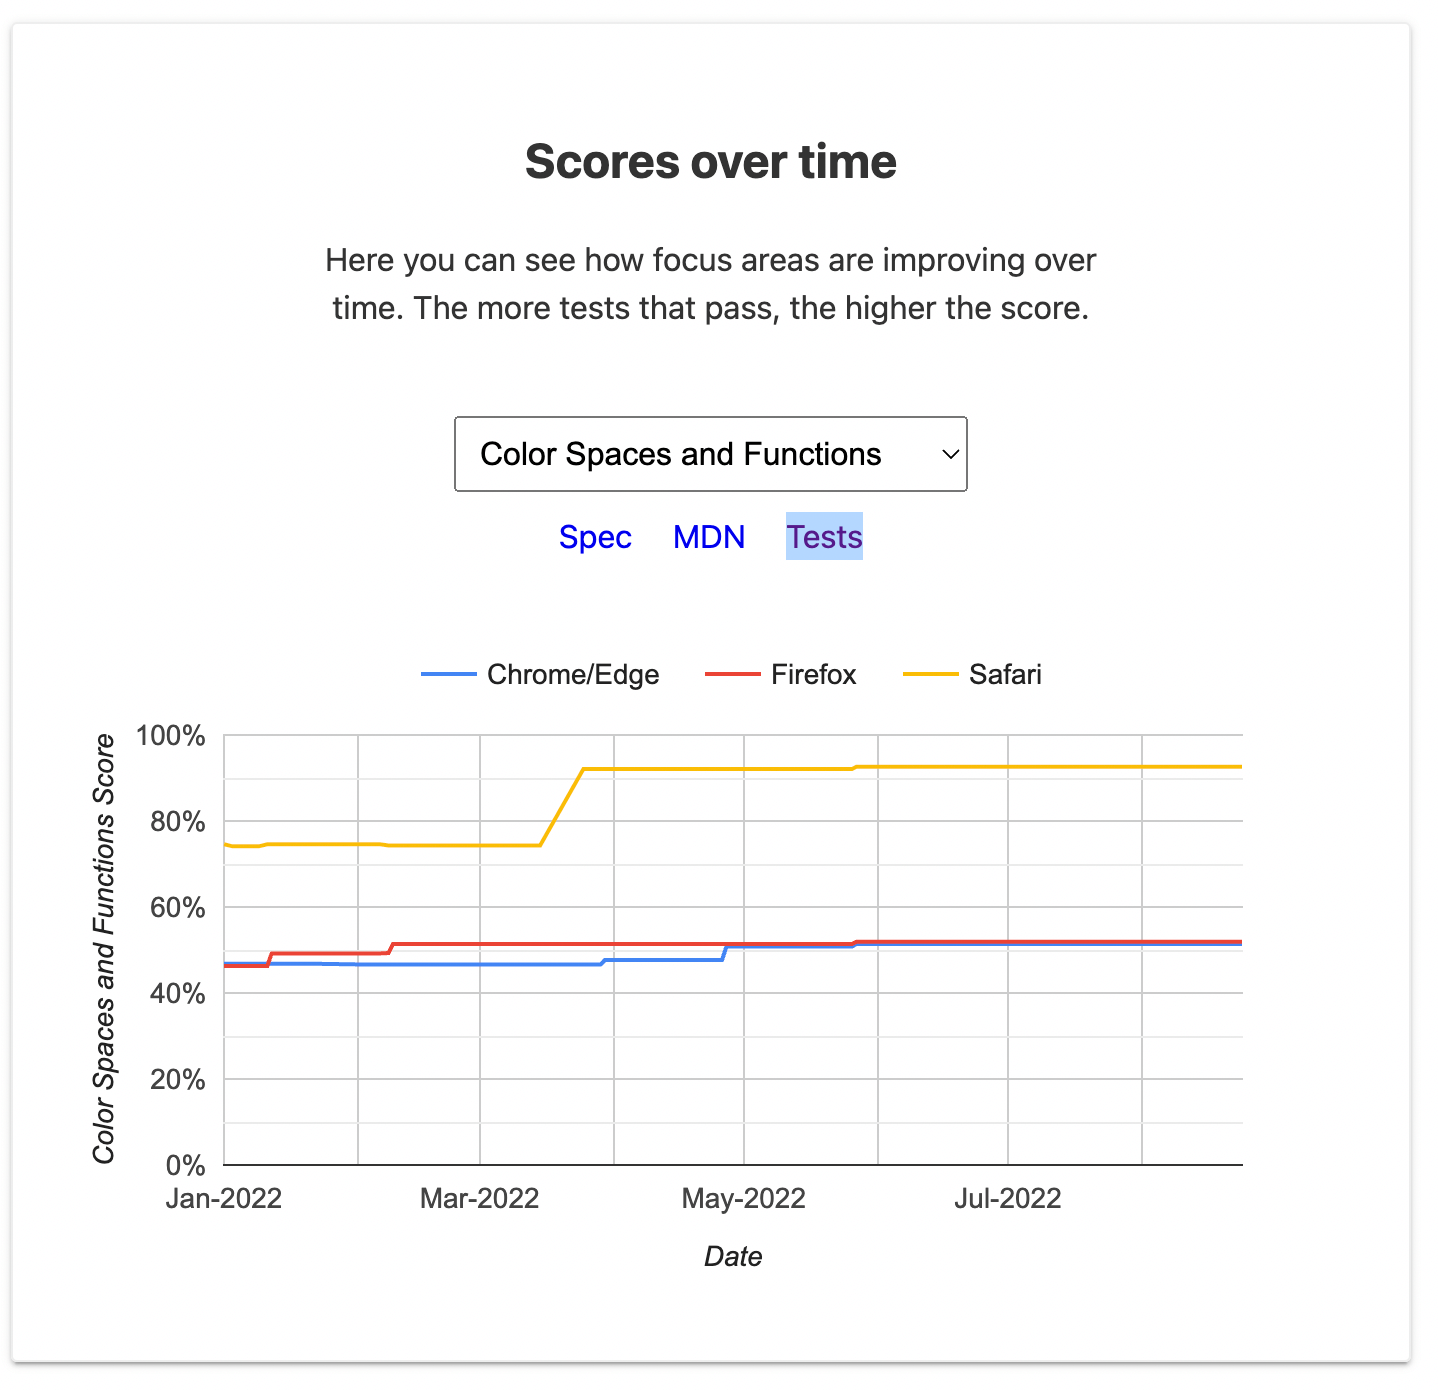 Scores over time
Here you can see how focus areas are improving over
time. The more tests that pass, the higher the score.
Color Spaces and Functions
Spec MDN Tests
Chrome/Edge Firefox Safari
Color Spaces and Functions Score
100%
80%
60%
40%
20%
0%
Jan-2022 Mar-2022 May-2022 Jul-2022
Date